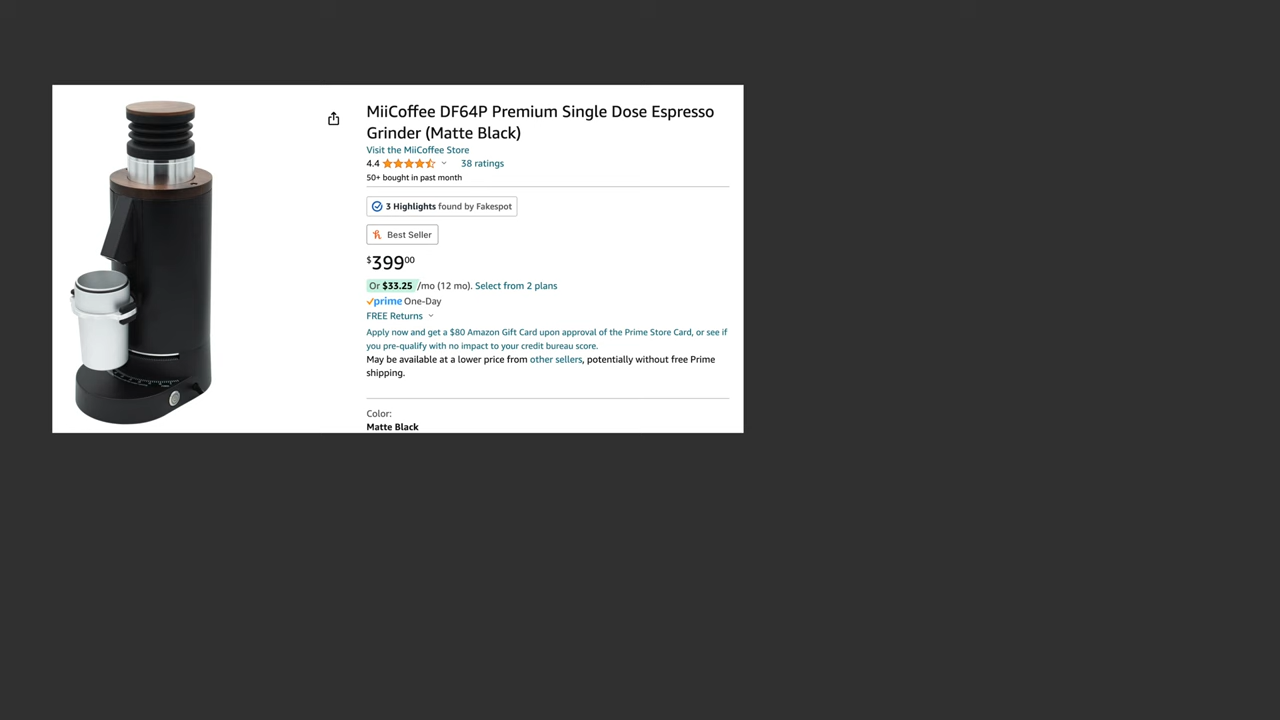 MiiCoffee DF64P Premium Single Dose Espresso
Grinder (Matte Black)
Visit the MiiCoffee Store
4.4 38 ratings
50+ bought in past month
3 Highlights found by Fakespot
Best Seller
$39900
Or $33.25 /mo (12 mo). Select from 2 plans
prime One-Day
FREE Returns
Apply now and get a $80 Amazon Gift Card upon approval of the Prime Store Card, or see if
you pre-qualify with no impact to your credit bureau score.
May be available at a lower price from other sellers, potentially without free Prime
shipping.
Color:
Matte Black